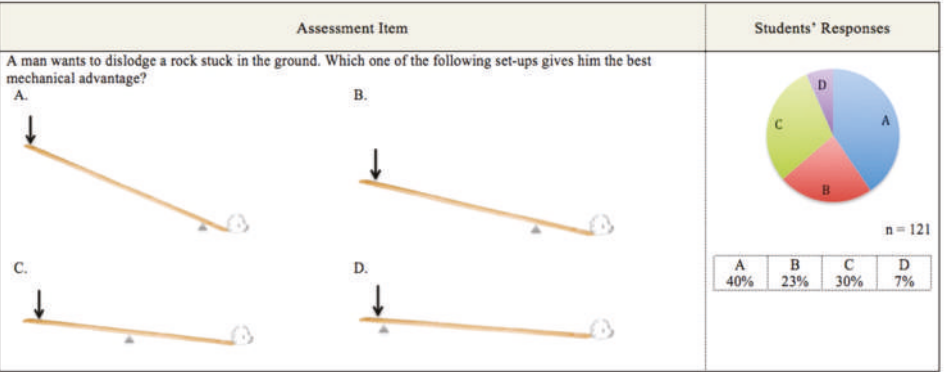 Assessment Item
Students' Responses
A man wants to dislodge a rock stuck in the ground. Which one of the following set-ups gives him the best
mechanical advantage?
A.
B.
C.
D.
D
A
C
B
n = 121
A B C D
40% 23% 30% 7%